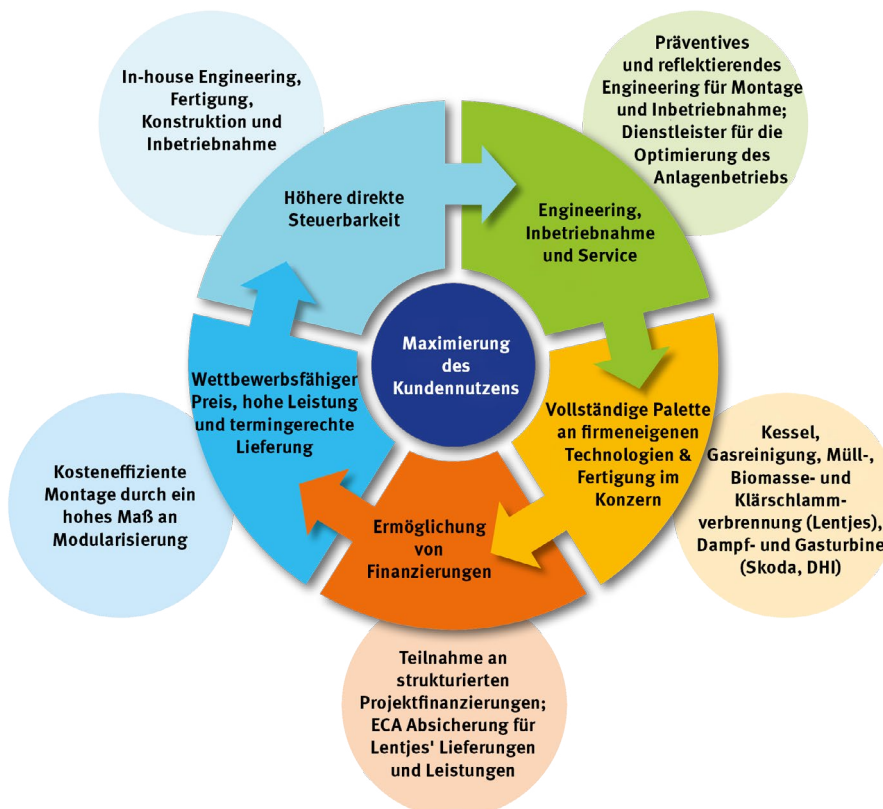 In-house Engineering,
Fertigung,
Konstruktion und
Inbetriebnahme
Präventives
und reflektierendes
Engineering für Montage
und Inbetriebnahme;
Dienstleister für die
Optimierung des
Anlagenbetriebs
Höhere direkte
Steuerbarkeit
Engineering,
Inbetriebnahme
und Service
Maximierung
des
Kundennutzens
Wettbewerbsfähiger
Preis, hohe Leistung
und termingerechte
Lieferung
Vollständige Palette
an firmeneigenen
Technologien &
Fertigung im
Konzern
Kosteneffiziente
Montage durch ein
hohes Maß an
Modularisierung
Kessel,
Gasreinigung, Müll-,
Biomasse- und
Klärschlamm-
verbrennung (Lentjes),
Dampf- und Gasturbine
(Skoda, DHI)
Ermöglichung
von
Finanzierungen
Teilnahme an
strukturierten
Projektfinanzierungen;
ECA Absicherung für
Lentjes' Lieferungen
und Leistungen